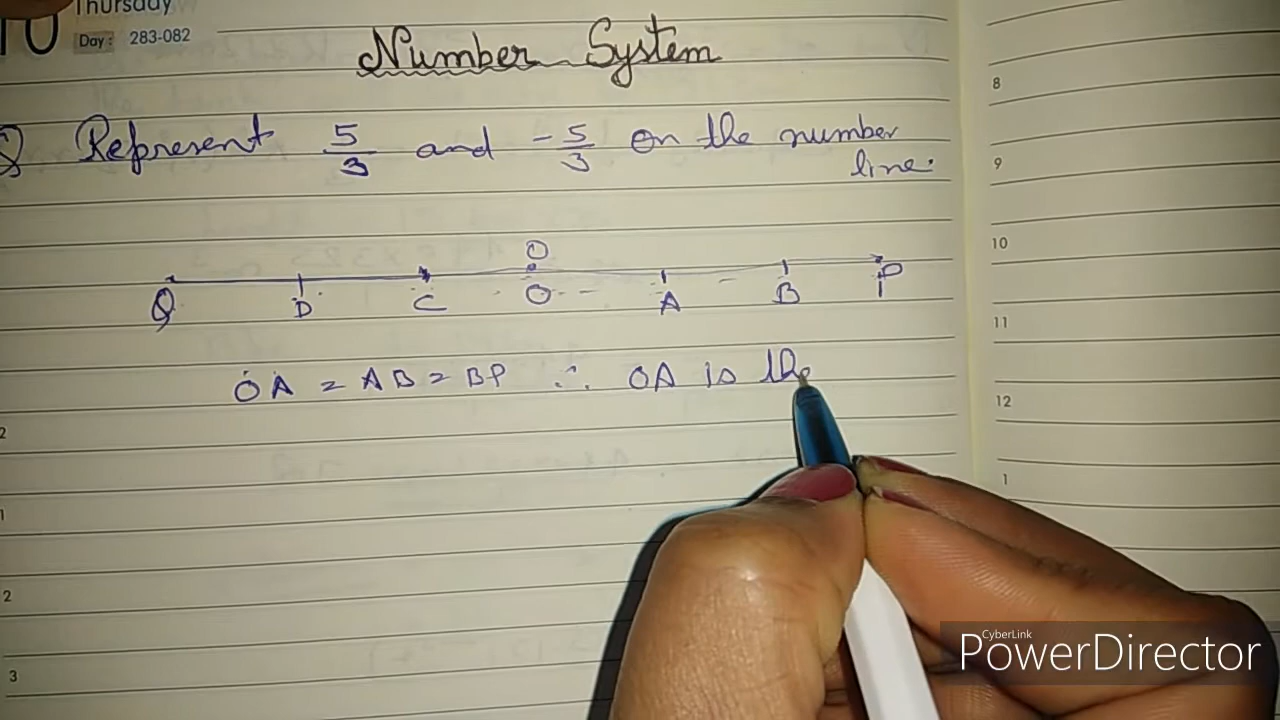 Thursday
10 Day: 283-082
Number System
Q Represent 5/3 and -5/3 on the number
line.
8
9
10
O
Q D C O A B P
11
OA = AB = BP ∴ OA is the
12
2
1
1
2
3
CyberLink
PowerDirector